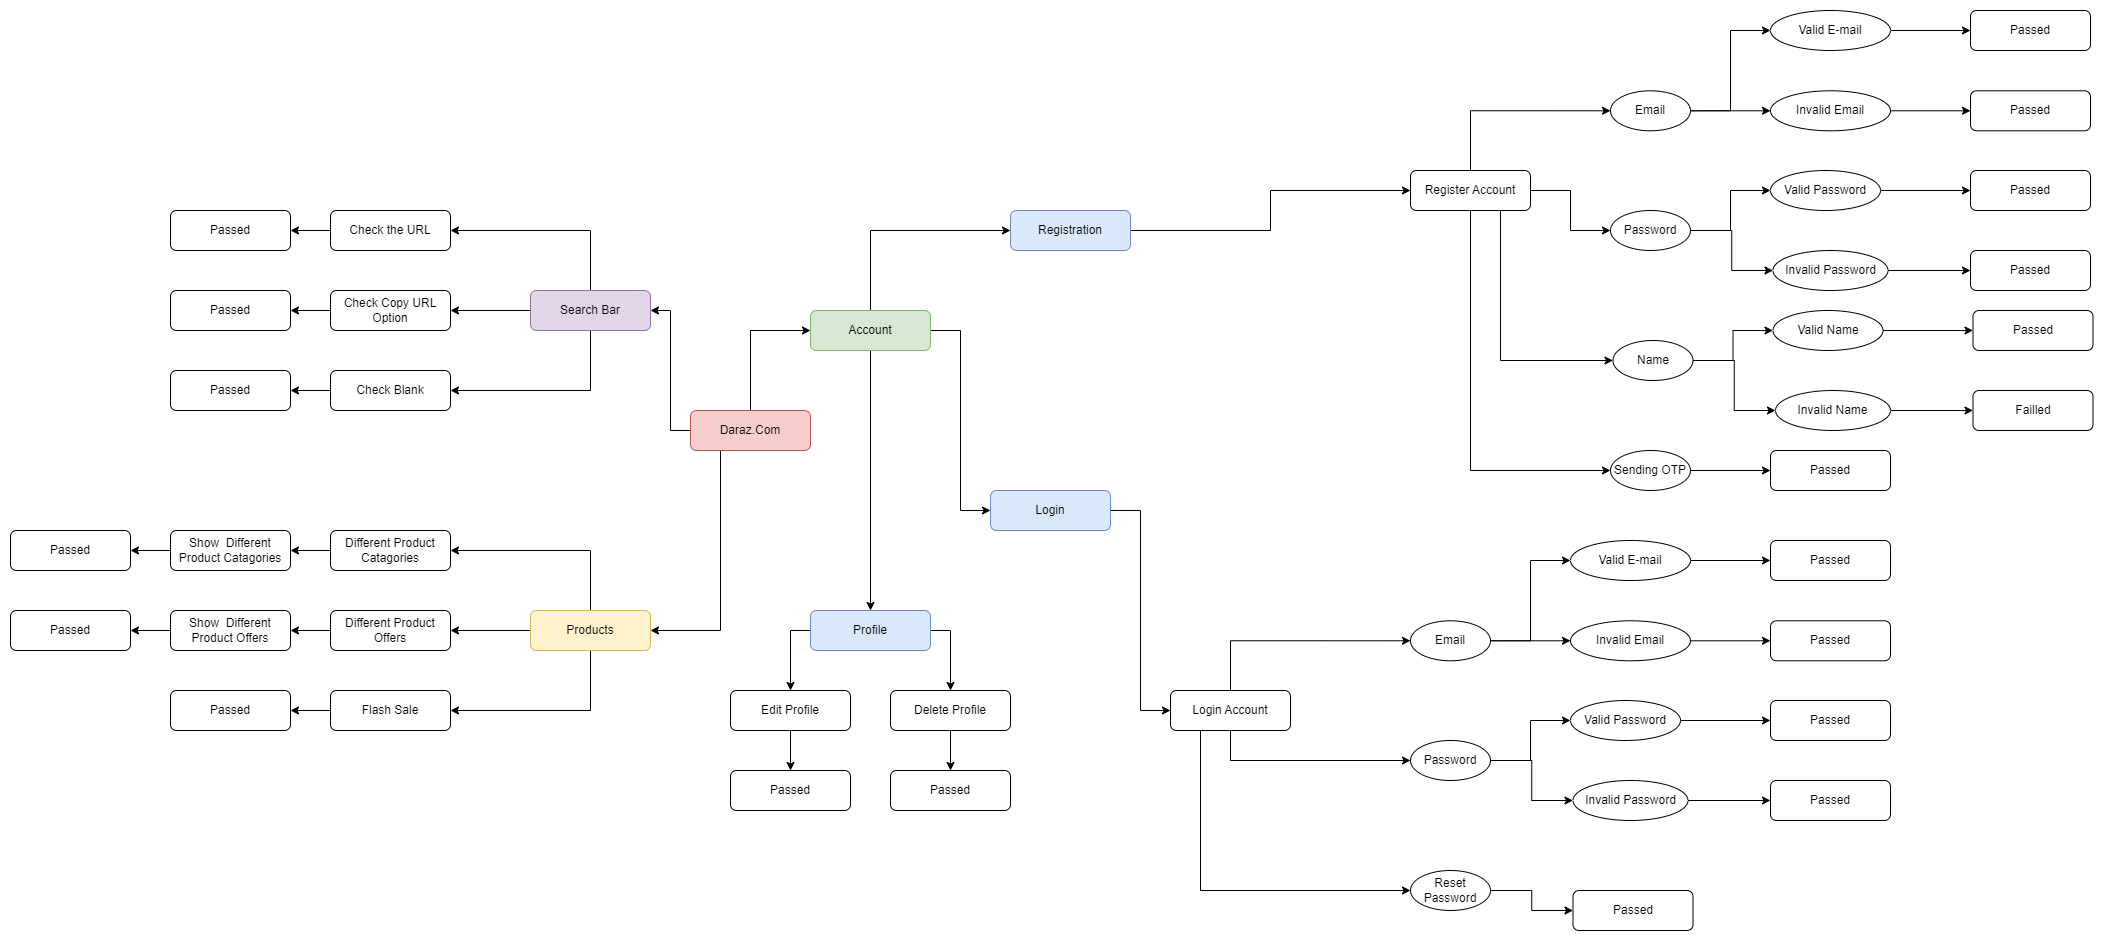 Valid E-mail
Passed
Email
Invalid Email
Passed
Register Account
Valid Password
Passed
Password
Invalid Password
Passed
Name
Valid Name
Passed
Invalid Name
Failled
Sending OTP
Passed
Registration
Passed
Check the URL
Search Bar
Passed
Check Copy URL
Option
Passed
Check Blank
Account
Daraz.Com
Login
Passed
Show  Different
Product Catagories
Different Product
Catagories
Passed
Show  Different
Product Offers
Different Product
Offers
Products
Passed
Flash Sale
Profile
Edit Profile
Delete Profile
Passed
Passed
Login Account
Email
Valid E-mail
Passed
Invalid Email
Passed
Password
Valid Password
Passed
Invalid Password
Passed
Reset
Password
Passed